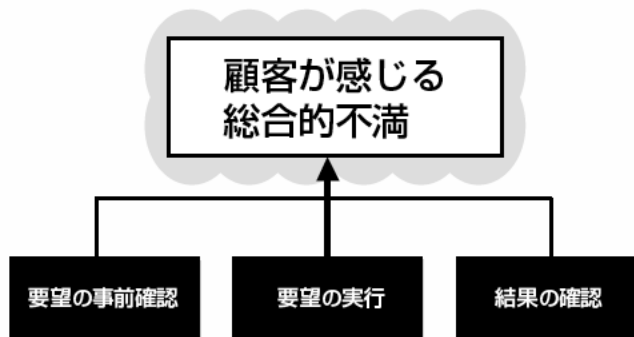 顧客が感じる
総合的不満
要望の事前確認
要望の実行
結果の確認